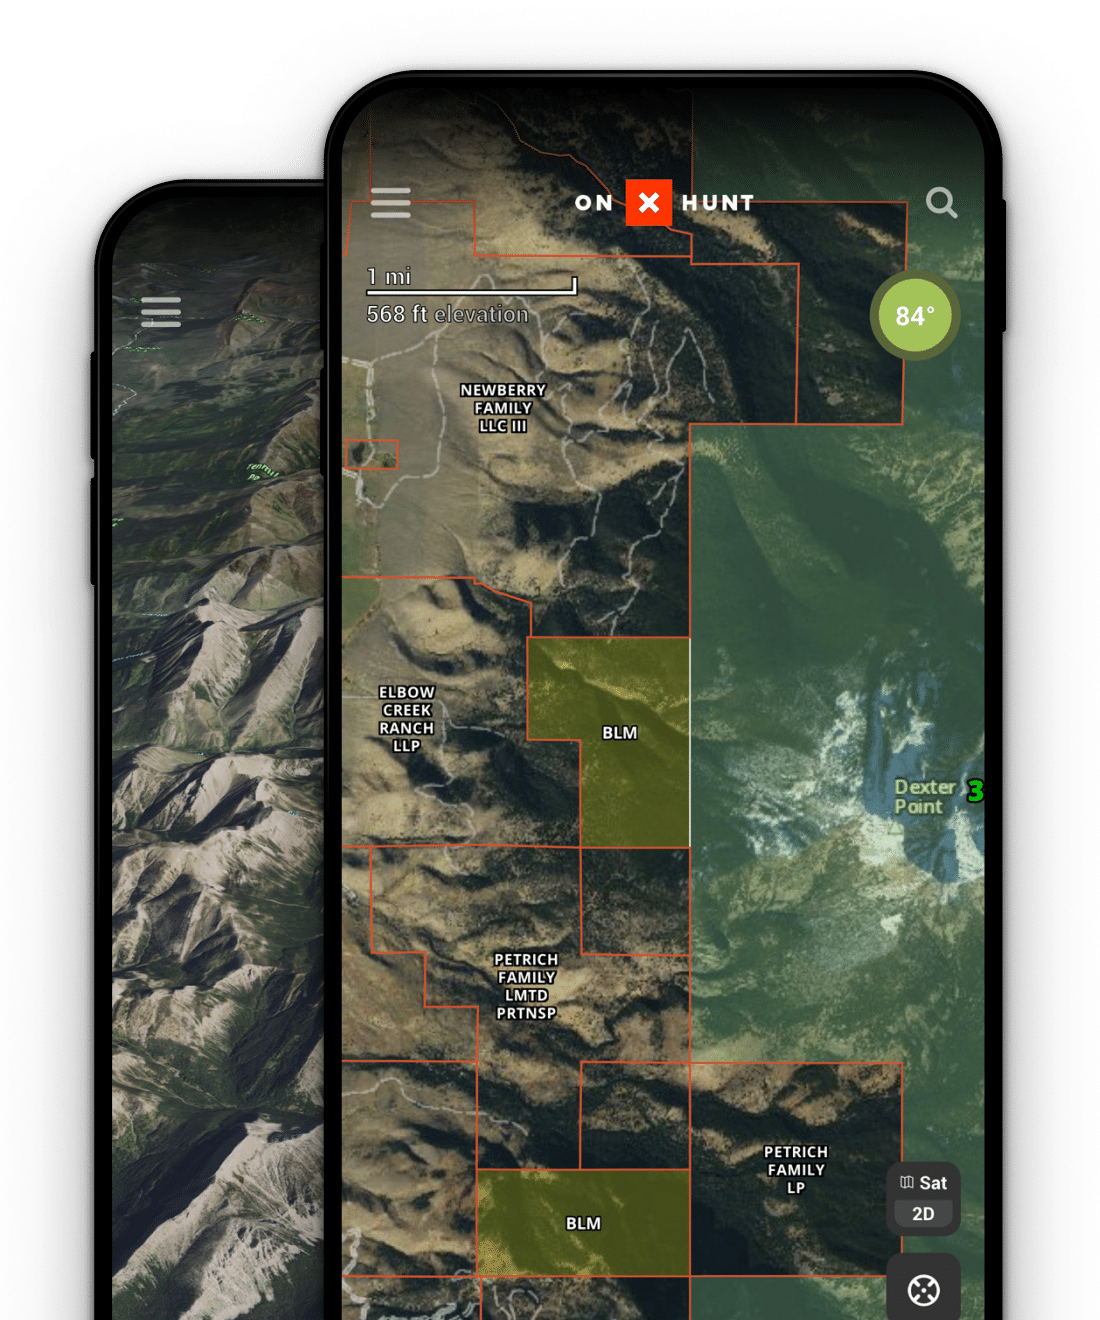 ON X HUNT
1 mi
568 ft elevation
84°
NEWBERRY
FAMILY
LLC III
ELBOW
CREEK
RANCH
LLP
BLM
Dexter
Point
3
PETRICH
FAMILY
LMTD
PRTNSP
PETRICH
FAMILY
LP
BLM
Sat
2D